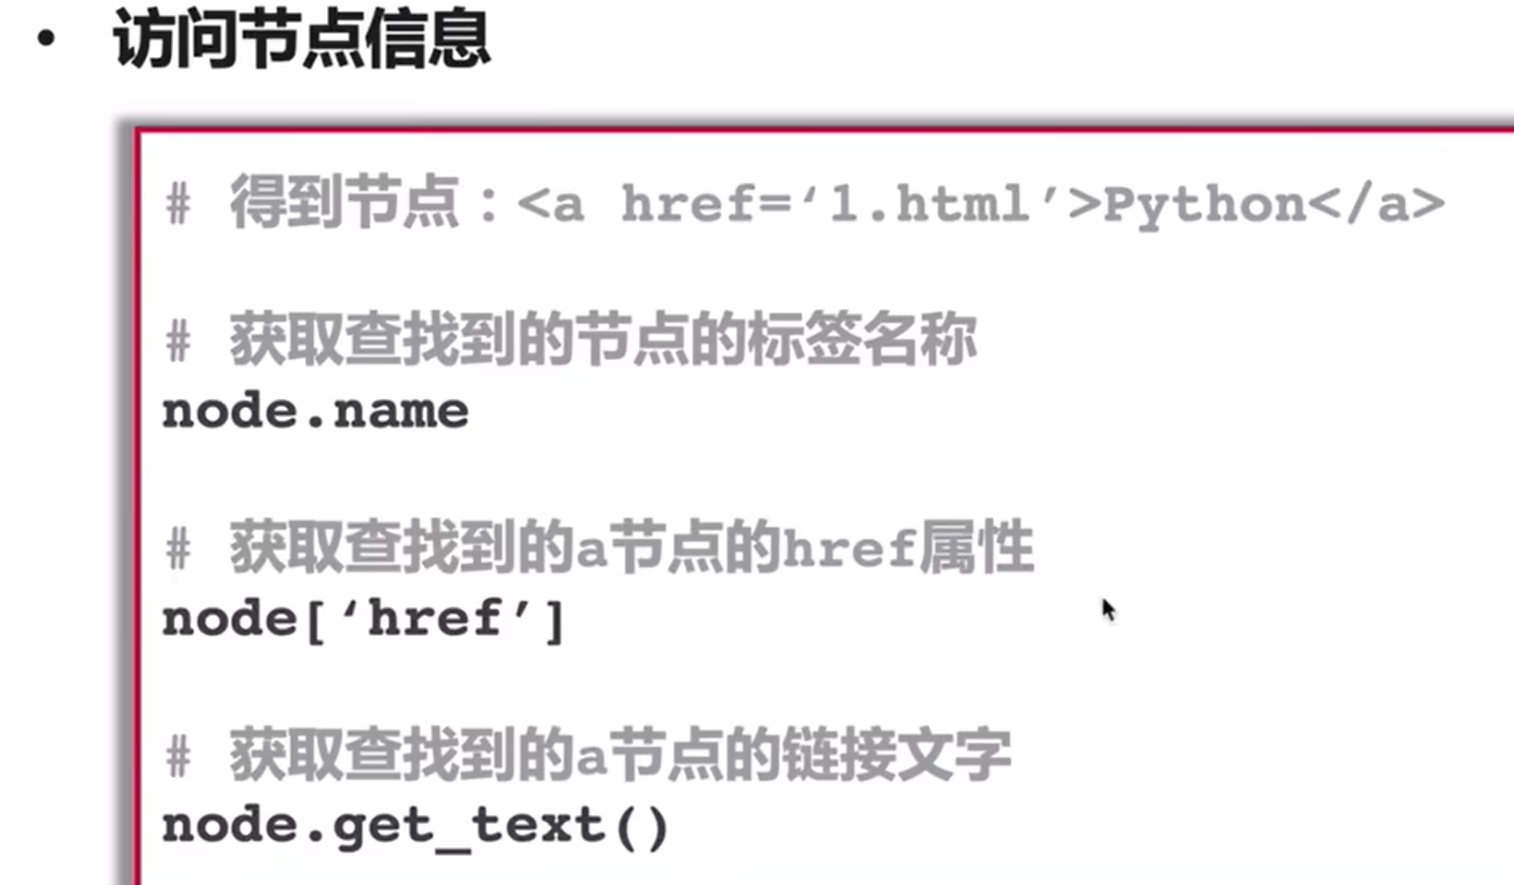 • 访问节点信息
# 得到节点：<a href=‘1.html’>Python</a>
# 获取查找到的节点的标签名称
node.name
# 获取查找到的a节点的href属性
node[‘href’]
# 获取查找到的a节点的链接文字
node.get_text()